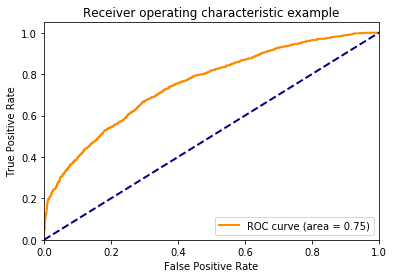 Receiver operating characteristic example
1.0
0.8
0.6
0.4
0.2
0.0
True Positive Rate
ROC curve (area = 0.75)
0.0 0.2 0.4 0.6 0.8 1.0
False Positive Rate